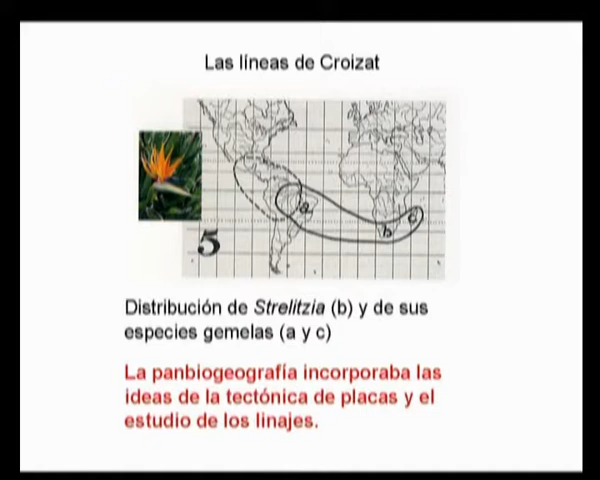 Las líneas de Croizat
a
b
c
5
Distribución de Strelitzia (b) y de sus
especies gemelas (a y c)
La panbiogeografía incorporaba las
ideas de la tectónica de placas y el
estudio de los linajes.